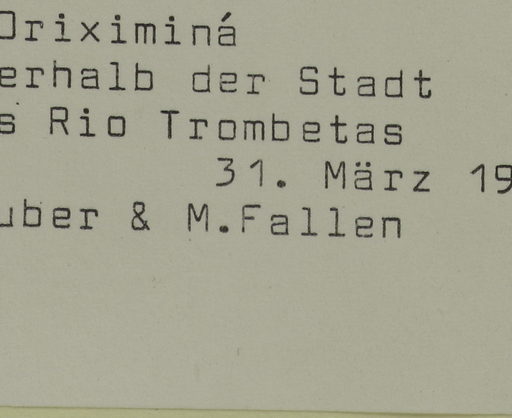 Oriximiná
erhalb der Stadt
s Rio Trombetas
31. März 19
uber & M.Fallen